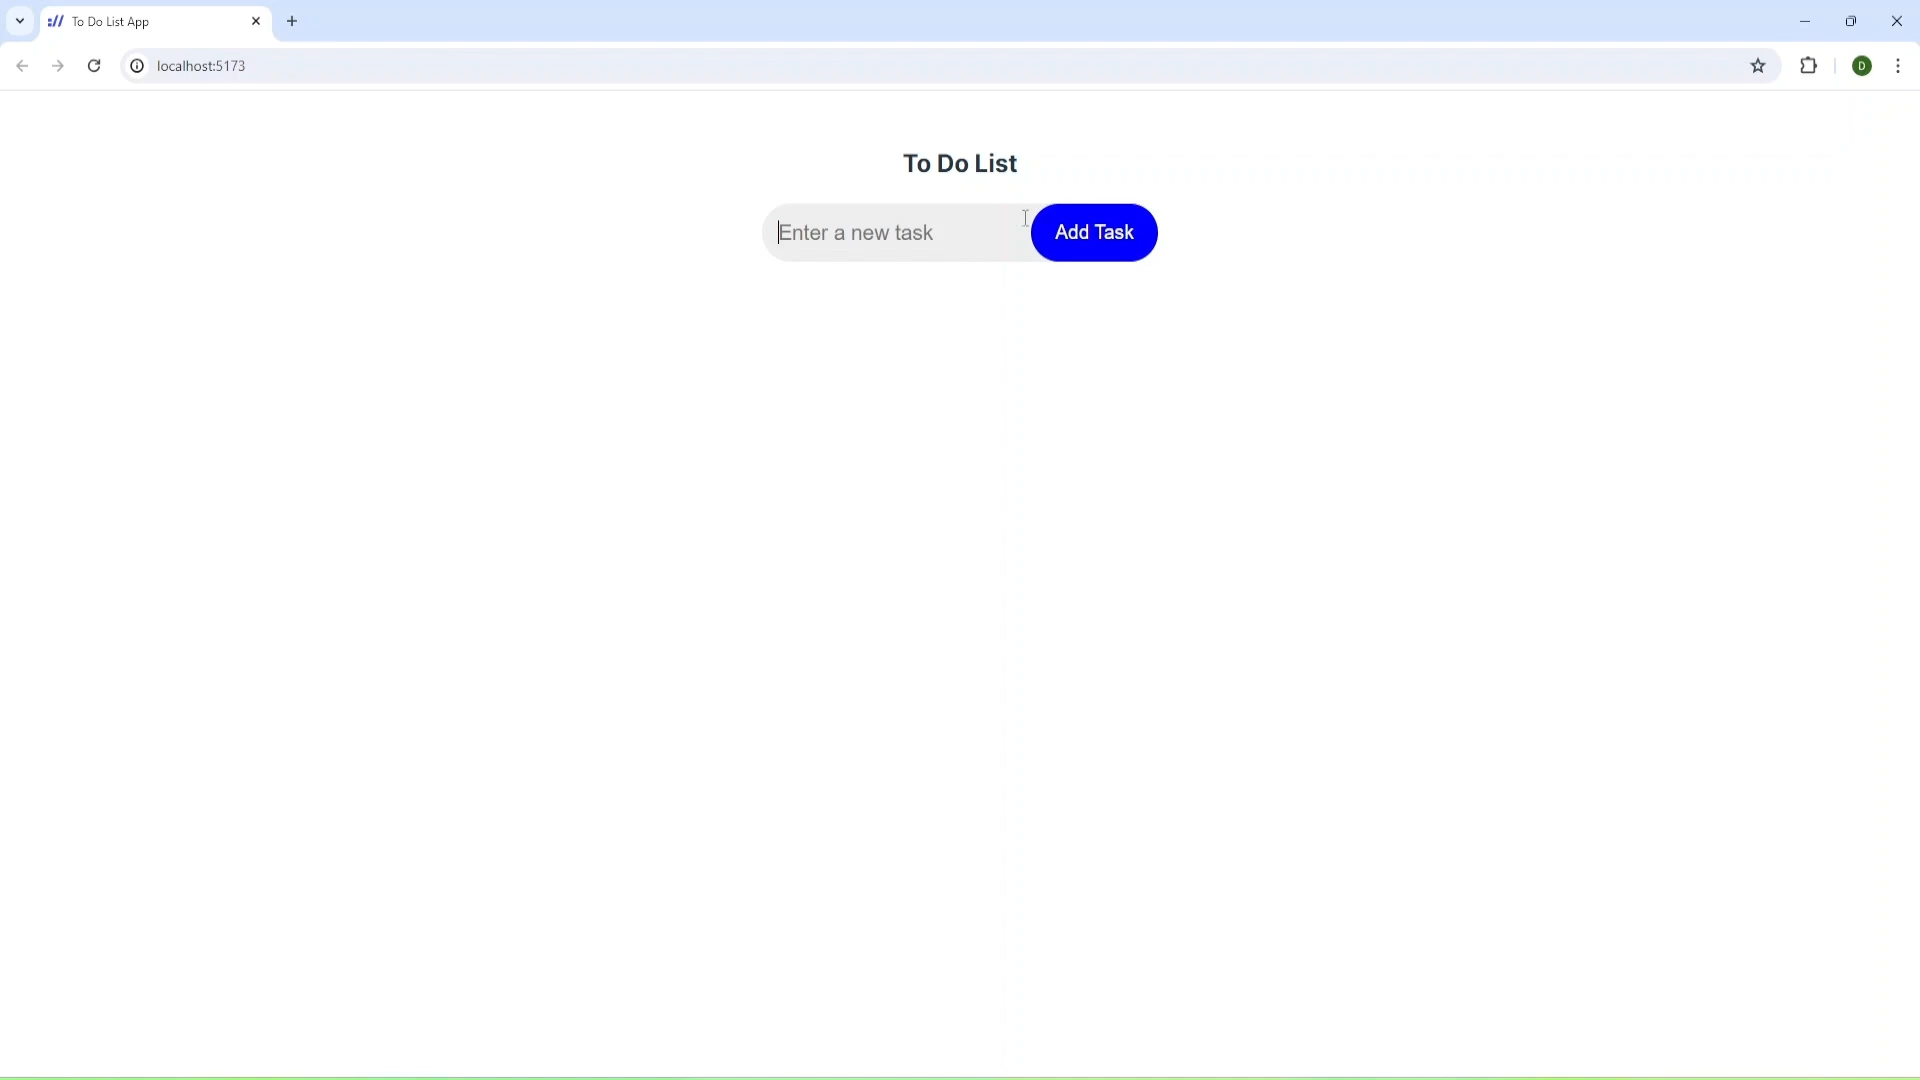 To Do List App
localhost:5173
D
To Do List
Enter a new task
Add Task